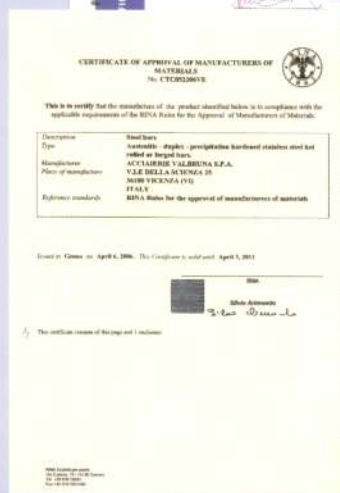 CERTIFICATE OF APPROVAL OF MANUFACTURERS OF
MATERIALS
No. CTC052206VE
RINA
This is to certify that the manufacture of the product identified below is in compliance with the
applicable requirements of the RINA Rules for the Approval of Manufacturers of Materials.
Description Steel bars
Type Austenitic - duplex - precipitation hardened stainless steel hot
rolled or forged bars.
Manufacturer ACCIAIERIE VALBRUNA S.P.A.
Place of manufacture V.LE DELLA SCIENZA 25
36100 VICENZA (VI)
ITALY
Reference standards RINA Rules for the approval of manufacturers of materials
Issued in Genoa on April 6, 2006. This Certificate is valid until April 5, 2011
RINA
This certificate consists of this page and 1 enclosure